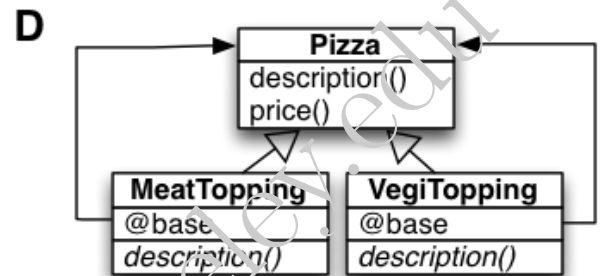 D
Pizza
description()
price()
MeatTopping
@base
description()
VegiTopping
@base
description()